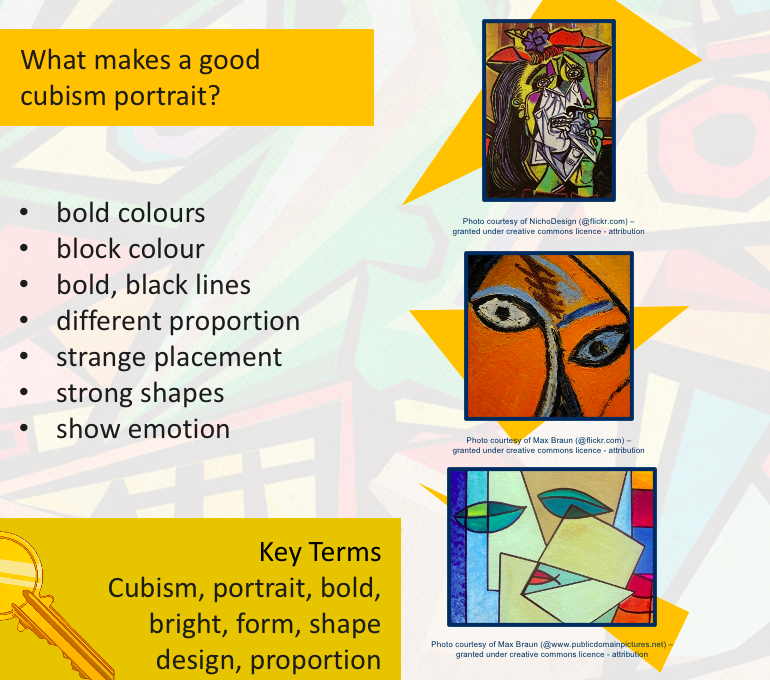 What makes a good
cubism portrait?
• bold colours
• block colour
• bold, black lines
• different proportion
• strange placement
• strong shapes
• show emotion
Key Terms
Cubism, portrait, bold,
bright, form, shape
design, proportion
Photo courtesy of NichoDesign (@flickr.com) –
granted under creative commons licence - attribution
Photo courtesy of Max Braun (@flickr.com) –
granted under creative commons licence - attribution
Photo courtesy of Max Braun (@www.publicdomainpictures.net) –
granted under creative commons licence - attribution